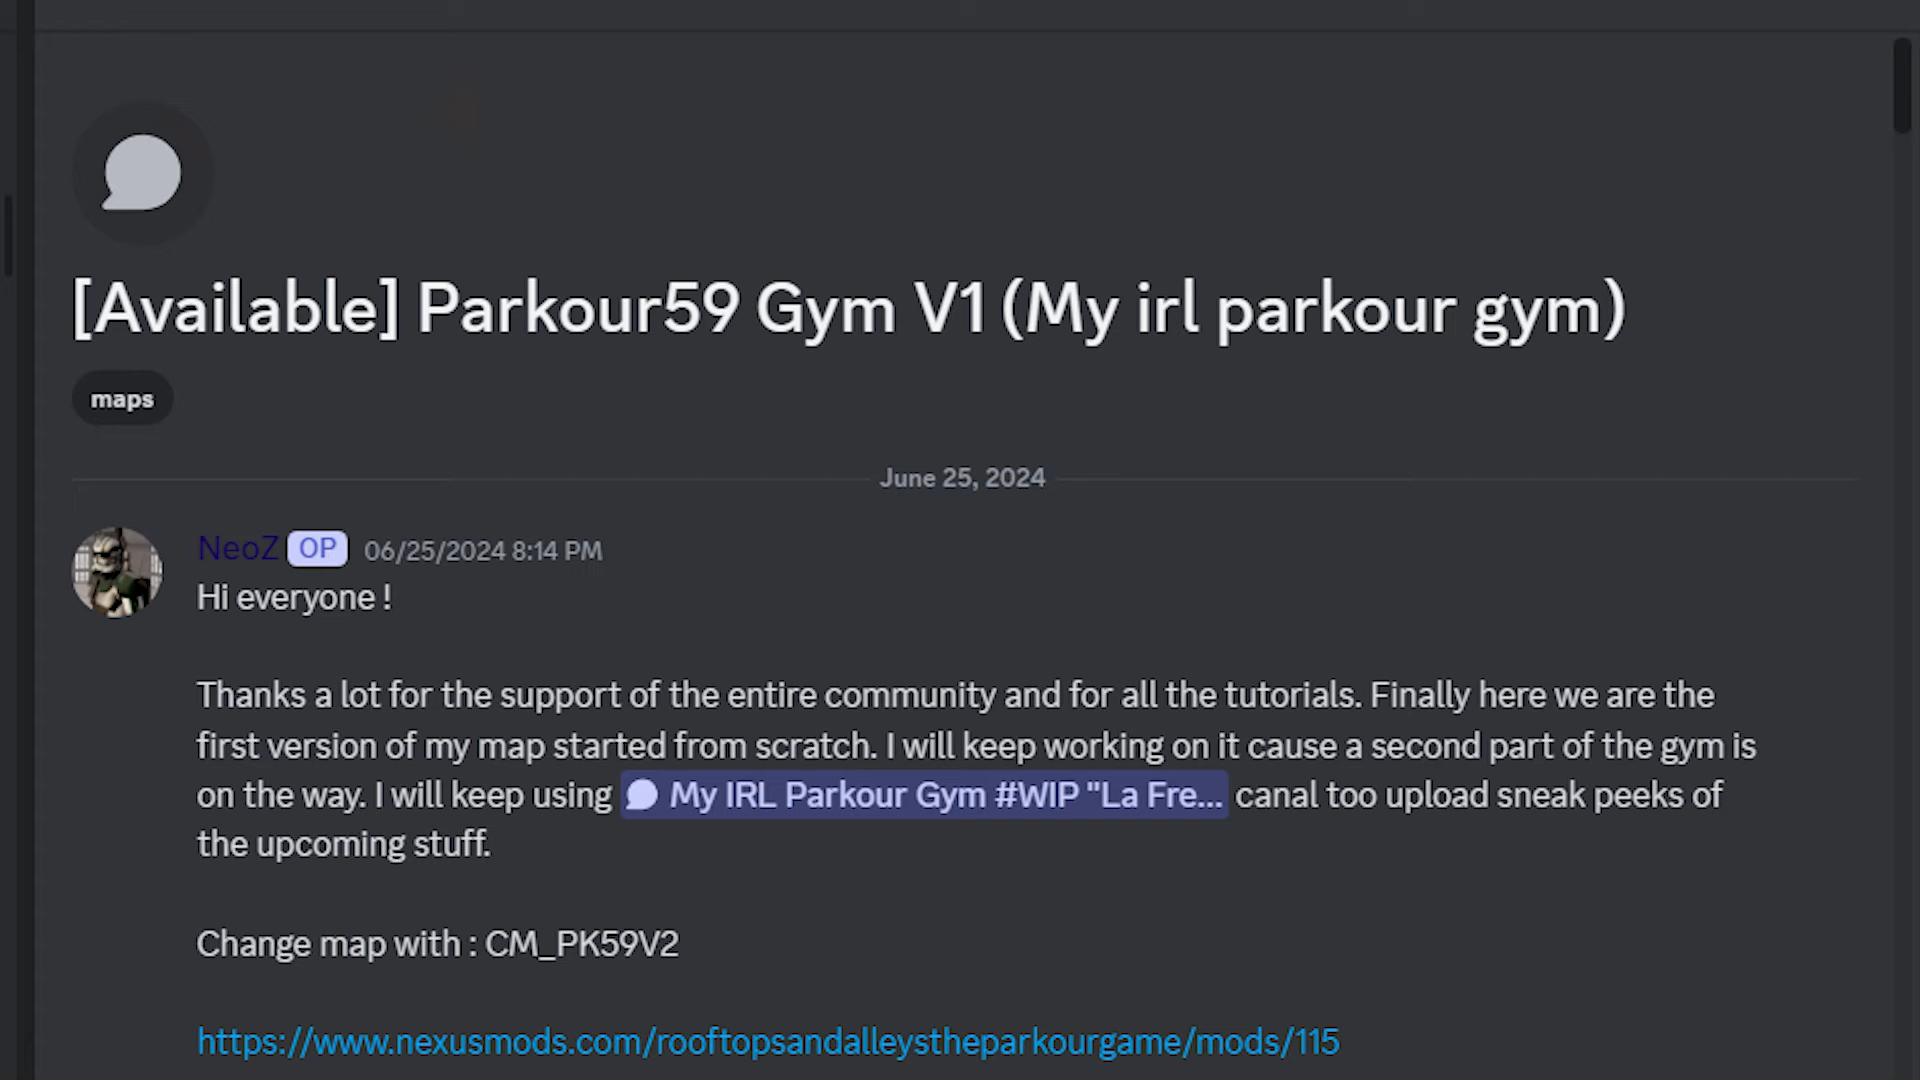 [Available] Parkour59 Gym V1 (My irl parkour gym)
maps
June 25, 2024
NeoZ OP 06/25/2024 8:14 PM
Hi everyone !
Thanks a lot for the support of the entire community and for all the tutorials. Finally here we are the
first version of my map started from scratch. I will keep working on it cause a second part of the gym is
on the way. I will keep using My IRL Parkour Gym #WIP "La Fre... canal too upload sneak peeks of
the upcoming stuff.
Change map with : CM_PK59V2
https://www.nexusmods.com/rooftopsandalleystheparkourgame/mods/115